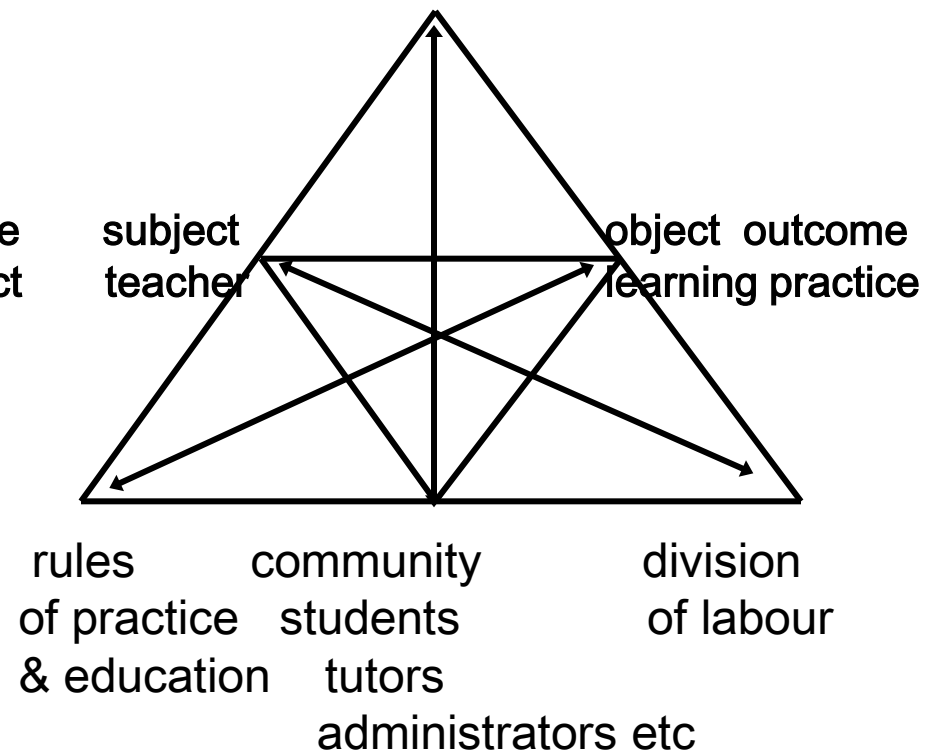 subject object outcome
teacher learning practice
rules community division
of practice students of labour
& education tutors
administrators etc